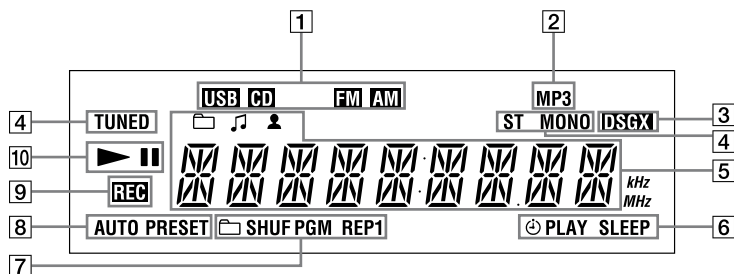 1 2
USB CD FM AM MP3
4 TUNED ST MONO DSGX 3
4
10 5
kHz
9 REC MHz
8 AUTO PRESET SHUF PGM REP1 PLAY SLEEP 6
7